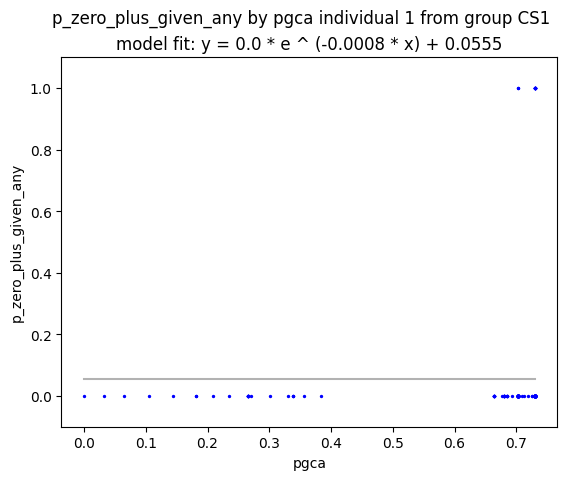 p_zero_plus_given_any by pgca individual 1 from group CS1
model fit: y = 0.0 * e ^ (-0.0008 * x) + 0.0555
p_zero_plus_given_any
1.0
0.8
0.6
0.4
0.2
0.0
0.0 0.1 0.2 0.3 0.4 0.5 0.6 0.7
pgca